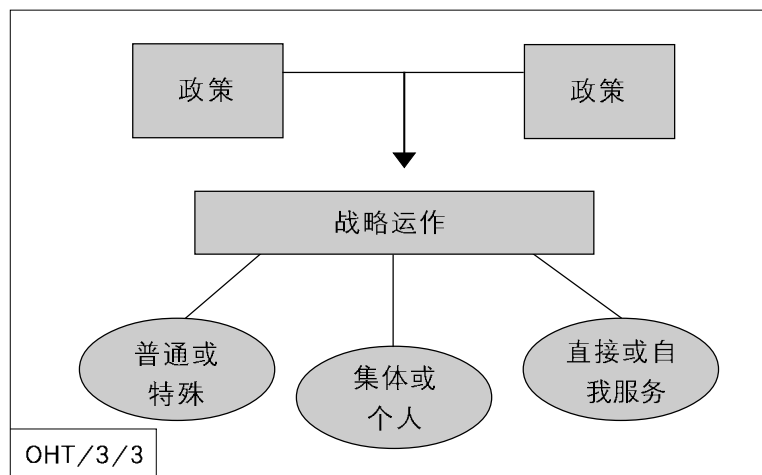 政策
政策
战略运作
普通或
特殊
集体或
个人
直接或自
我服务
OHT/3/3